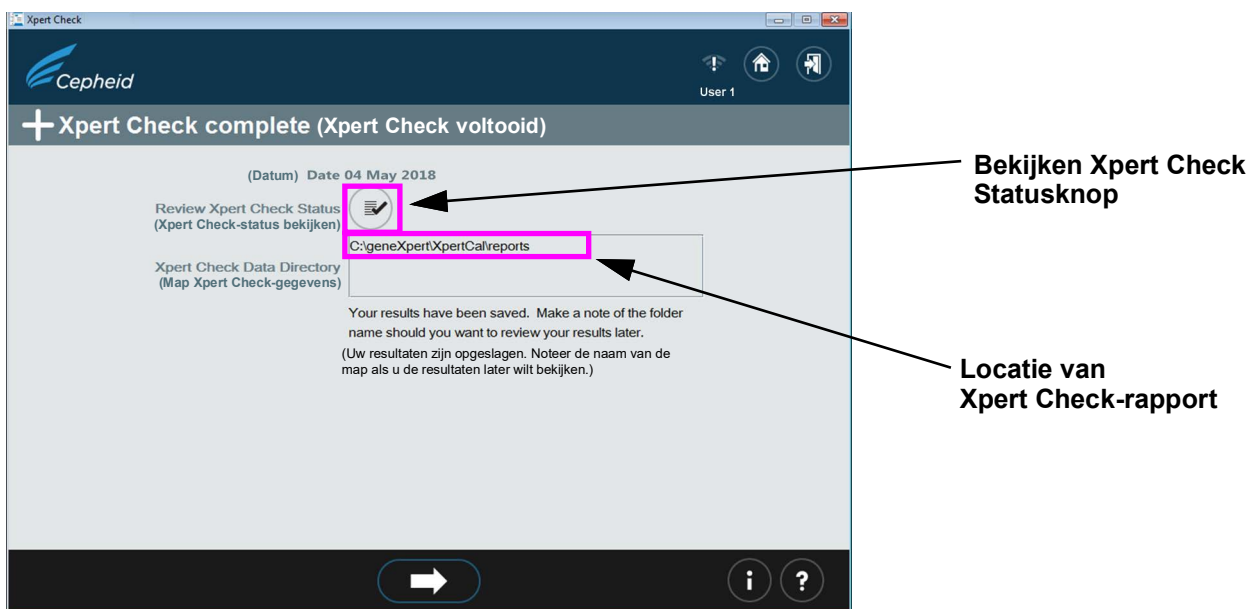 Xpert Check
Cepheid
User 1
Xpert Check complete (Xpert Check voltooid)
(Datum) Date 04 May 2018
Review Xpert Check Status
(Xpert Check-status bekijken)
C:\geneXpert\XpertCal\reports
Xpert Check Data Directory
(Map Xpert Check-gegevens)
Your results have been saved. Make a note of the folder
name should you want to review your results later.
(Uw resultaten zijn opgeslagen. Noteer de naam van de
map als u de resultaten later wilt bekijken.)
Bekijken Xpert Check
Statusknop
Locatie van
Xpert Check-rapport
i ?